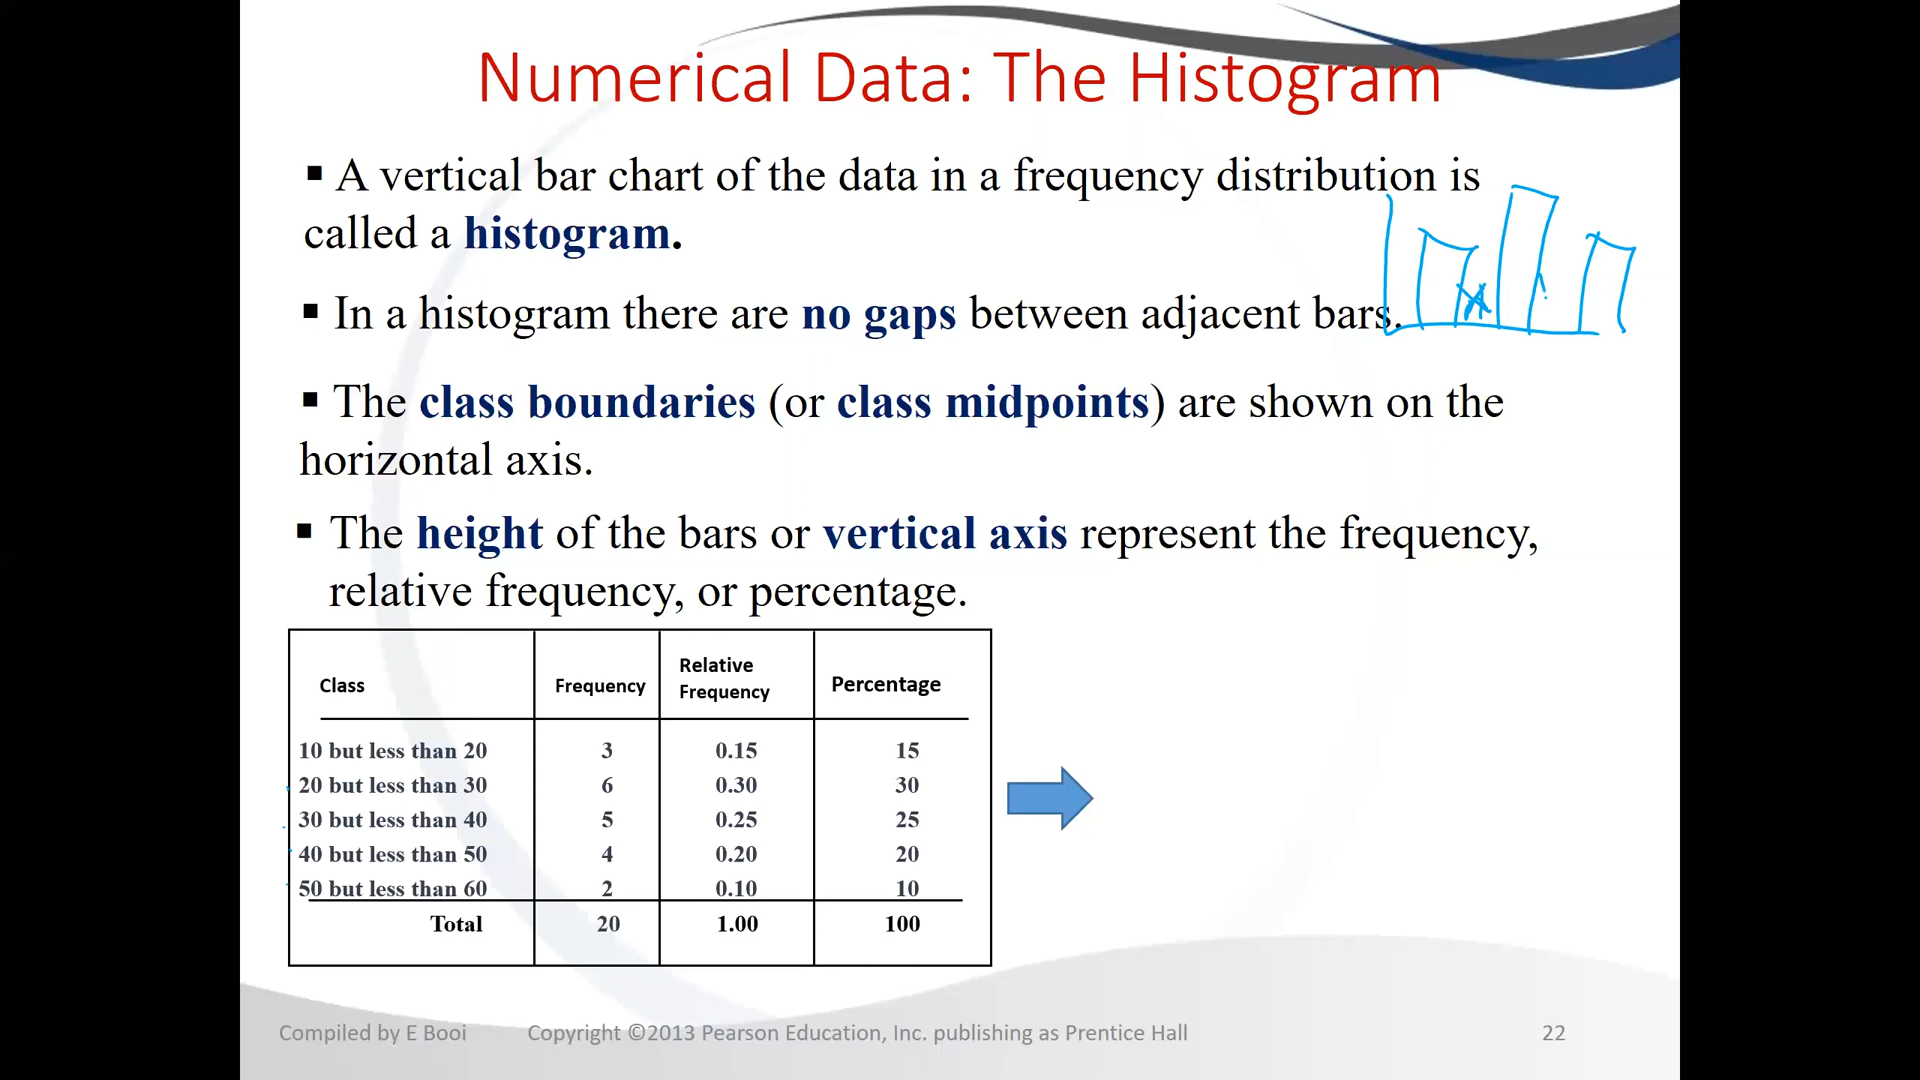 Numerical Data: The Histogram
▪ A vertical bar chart of the data in a frequency distribution is
called a histogram.
▪ In a histogram there are no gaps between adjacent bars.
▪ The class boundaries (or class midpoints) are shown on the
horizontal axis.
▪ The height of the bars or vertical axis represent the frequency,
relative frequency, or percentage.
Class Frequency Relative Frequency Percentage
10 but less than 20 3 0.15 15
20 but less than 30 6 0.30 30
30 but less than 40 5 0.25 25
40 but less than 50 4 0.20 20
50 but less than 60 2 0.10 10
Total 20 1.00 100
Compiled by E Booi Copyright ©2013 Pearson Education, Inc. publishing as Prentice Hall 22